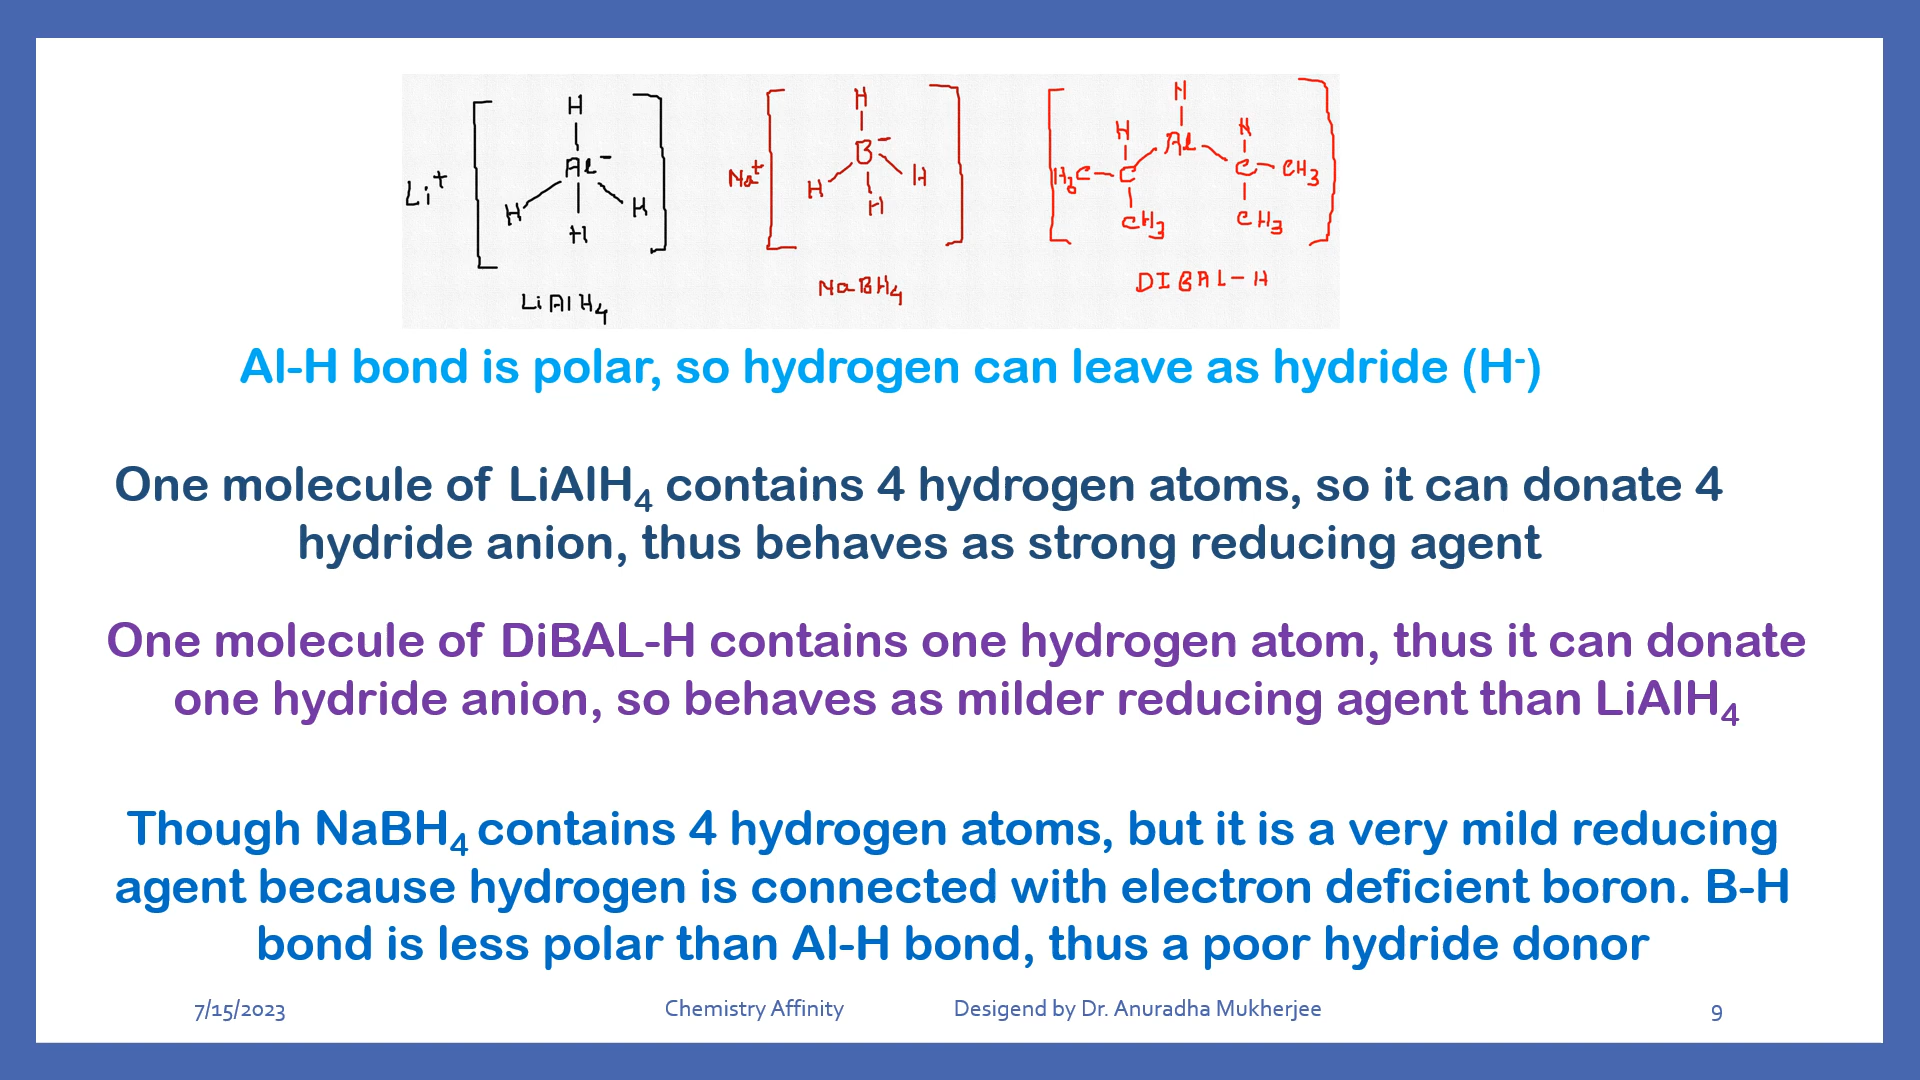 H H H
Li+ Al- Na+ B- H Al H
H H H H H3C C C CH3
H H CH3 CH3
LiAlH4 NaBH4 DIBAL-H
Al-H bond is polar, so hydrogen can leave as hydride (H-)
One molecule of LiAlH4 contains 4 hydrogen atoms, so it can donate 4
hydride anion, thus behaves as strong reducing agent
One molecule of DiBAL-H contains one hydrogen atom, thus it can donate
one hydride anion, so behaves as milder reducing agent than LiAlH4
Though NaBH4 contains 4 hydrogen atoms, but it is a very mild reducing
agent because hydrogen is connected with electron deficient boron. B-H
bond is less polar than Al-H bond, thus a poor hydride donor
7/15/2023 Chemistry Affinity Desigend by Dr. Anuradha Mukherjee 9